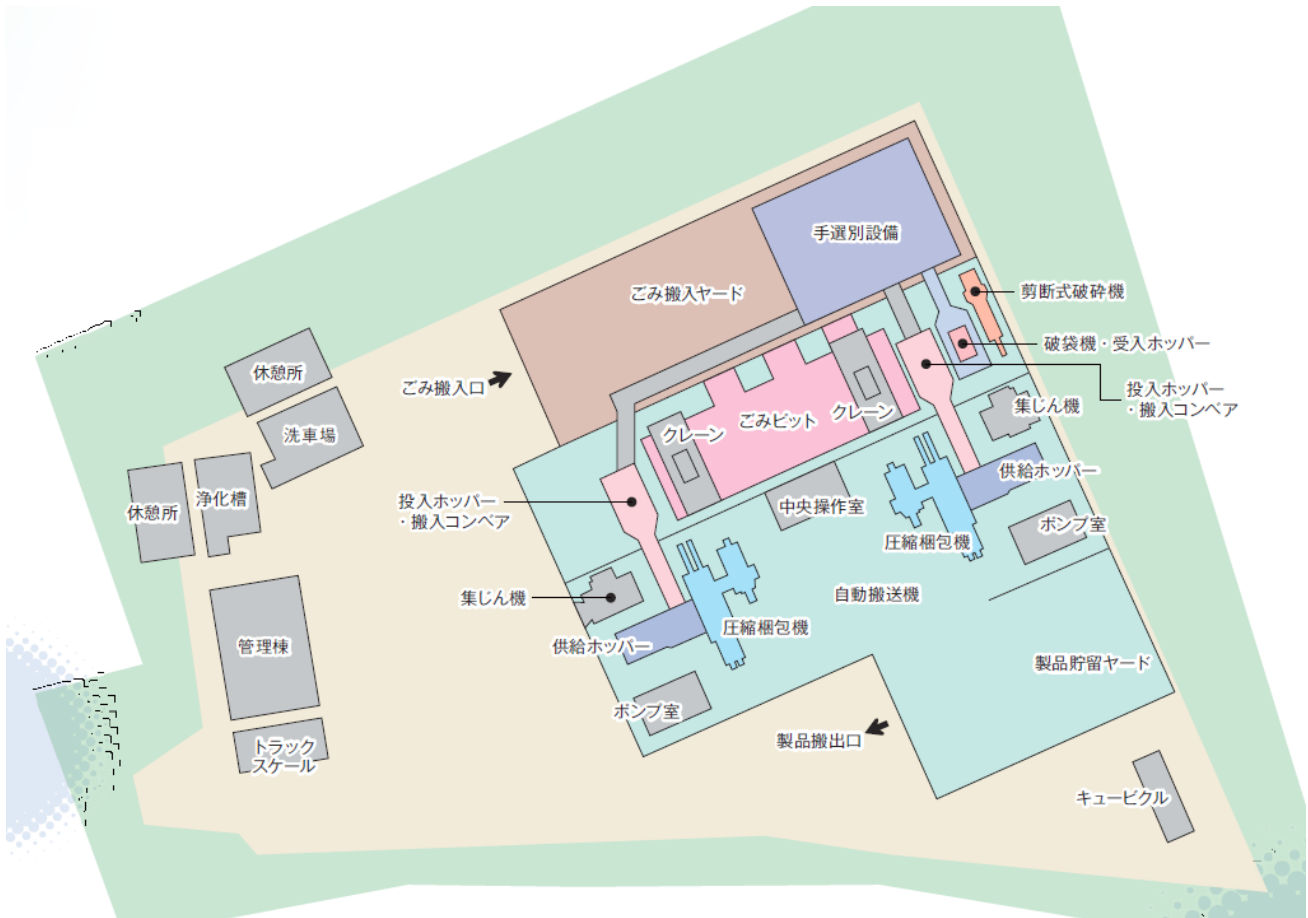 手選別設備
ごみ搬入ヤード
剪断式破砕機
破袋機・受入ホッパー
投入ホッパー
・搬入コンベア
休憩所
ごみ搬入口
クレーン
ごみピット
クレーン
集じん機
洗車場
供給ホッパー
休憩所
浄化槽
投入ホッパー
・搬入コンベア
中央操作室
ポンプ室
圧縮梱包機
集じん機
自動搬送機
圧縮梱包機
管理棟
供給ホッパー
製品貯留ヤード
ポンプ室
製品搬出口
トラック
スケール
キュービクル